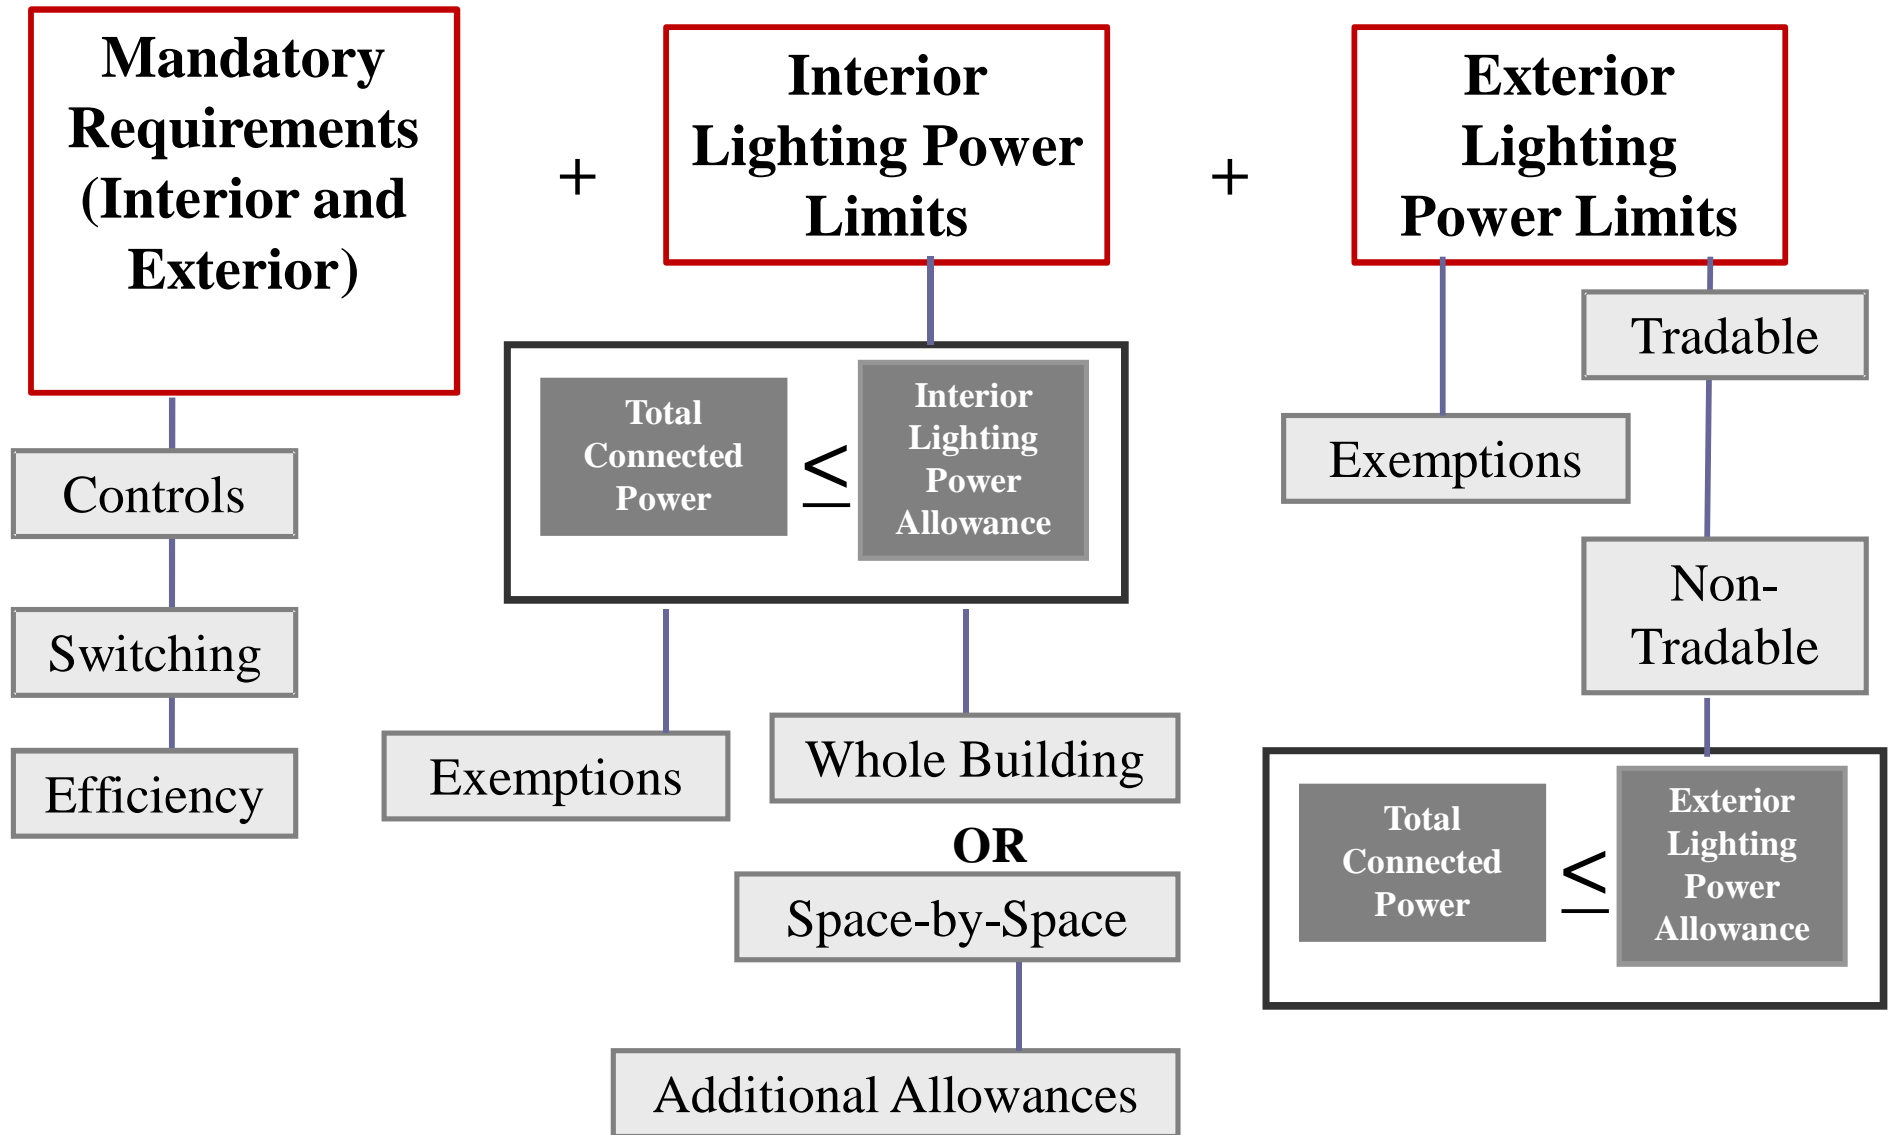 Mandatory
Requirements
(Interior and
Exterior)
+
Interior
Lighting Power
Limits
+
Exterior
Lighting
Power Limits
Controls
Switching
Efficiency
Total
Connected
Power
≤
Interior
Lighting
Power
Allowance
Exemptions
Whole Building
OR
Space-by-Space
Additional Allowances
Tradable
Exemptions
Non-
Tradable
Total
Connected
Power
≤
Exterior
Lighting
Power
Allowance